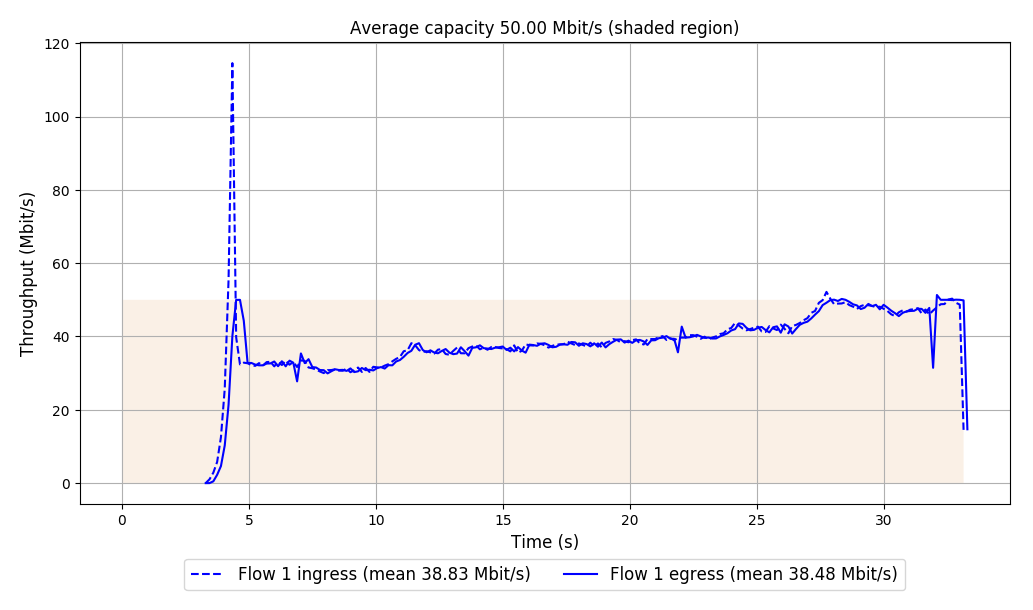 Average capacity 50.00 Mbit/s (shaded region)
120
100
80
60
40
20
0
Throughput (Mbit/s)
0 5 10 15 20 25 30
Time (s)
Flow 1 ingress (mean 38.83 Mbit/s) Flow 1 egress (mean 38.48 Mbit/s)